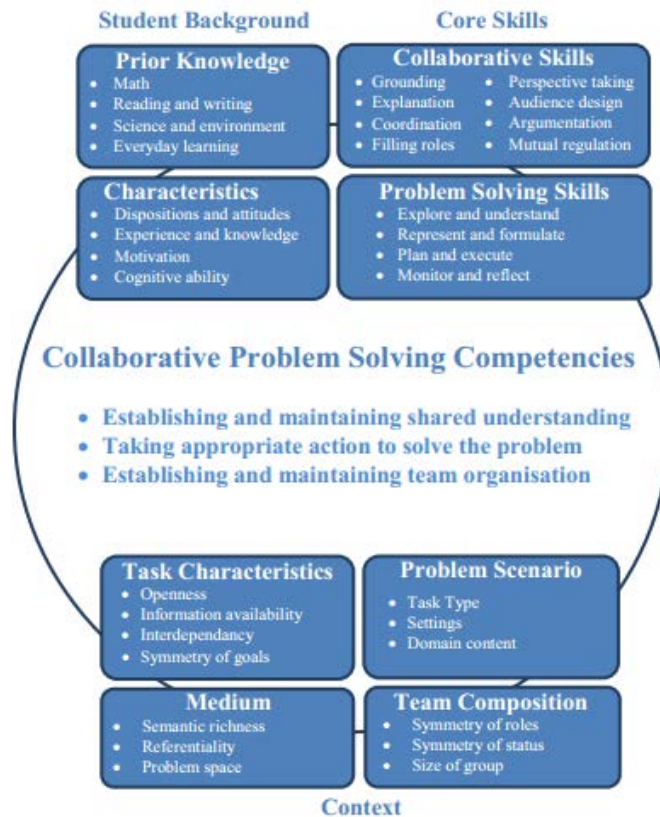 Student Background
Core Skills
Prior Knowledge
• Math
• Reading and writing
• Science and environment
• Everyday learning
Collaborative Skills
• Grounding
• Explanation
• Coordination
• Filling roles
• Perspective taking
• Audience design
• Argumentation
• Mutual regulation
Characteristics
• Dispositions and attitudes
• Experience and knowledge
• Motivation
• Cognitive ability
Problem Solving Skills
• Explore and understand
• Represent and formulate
• Plan and execute
• Monitor and reflect
Collaborative Problem Solving Competencies
• Establishing and maintaining shared understanding
• Taking appropriate action to solve the problem
• Establishing and maintaining team organisation
Task Characteristics
• Openness
• Information availability
• Interdependancy
• Symmetry of goals
Problem Scenario
• Task Type
• Settings
• Domain content
Medium
• Semantic richness
• Referentiality
• Problem space
Team Composition
• Symmetry of roles
• Symmetry of status
• Size of group
Context